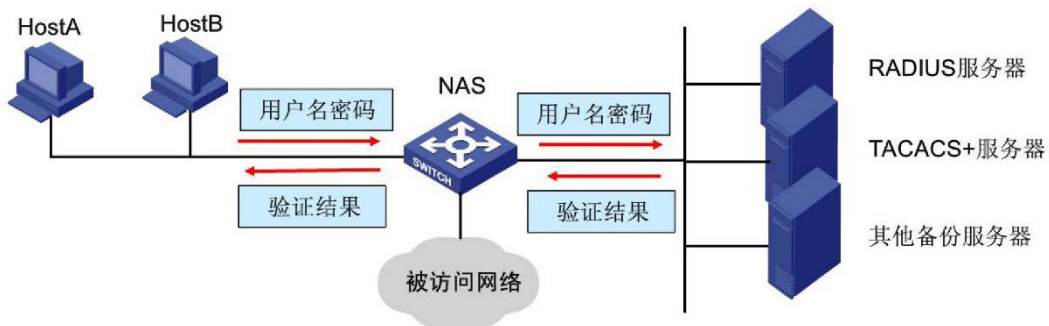 HostA
HostB
NAS
用户名密码
用户名密码
SWITCH
验证结果
验证结果
被访问网络
RADIUS服务器
TACACS+服务器
其他备份服务器